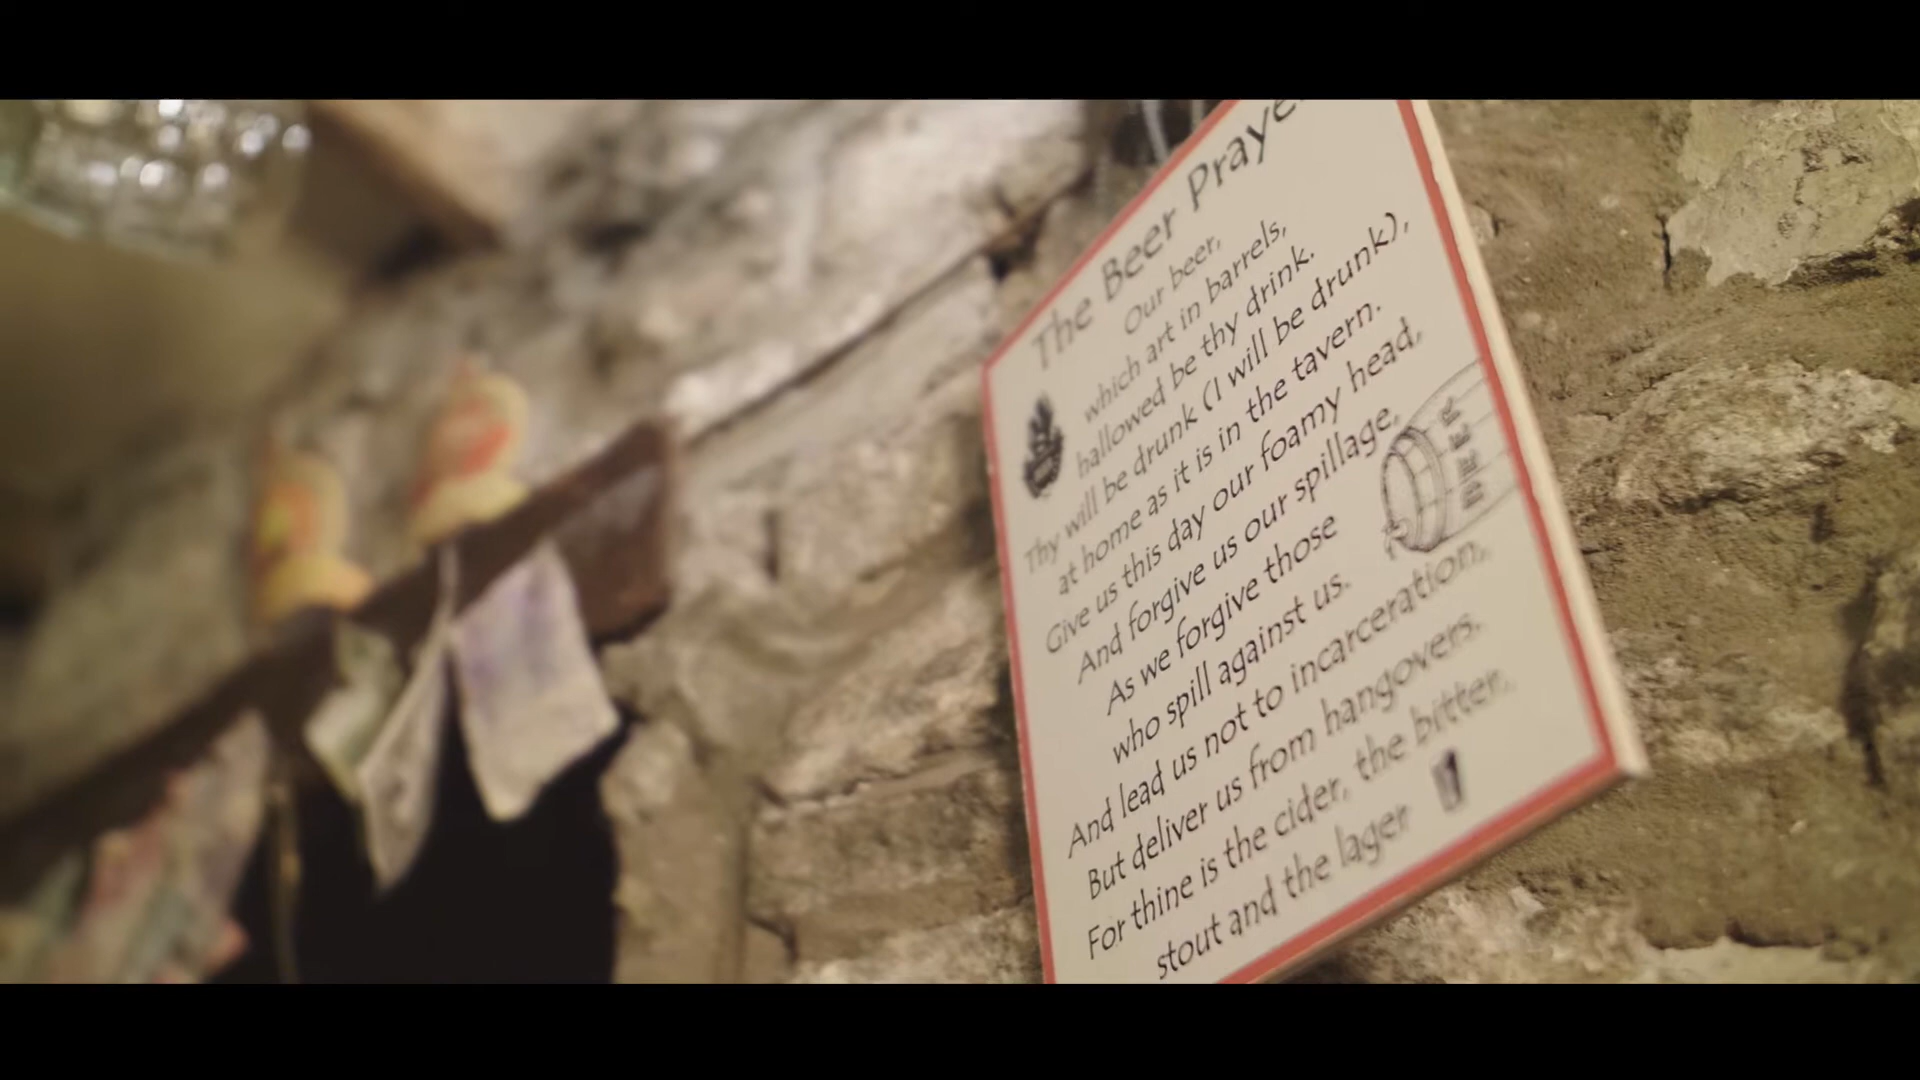 The Beer Praye
Our beer,
which art in barrels,
hallowed be thy drink.
Thy will be drunk (I will be drunk),
at home as it is in the tavern.
Give us this day our foamy head,
And forgive us our spillage,
As we forgive those
who spill against us.
And lead us not to incarceration,
But deliver us from hangovers.
For thine is the cider, the bitter,
stout and the lager
BEER